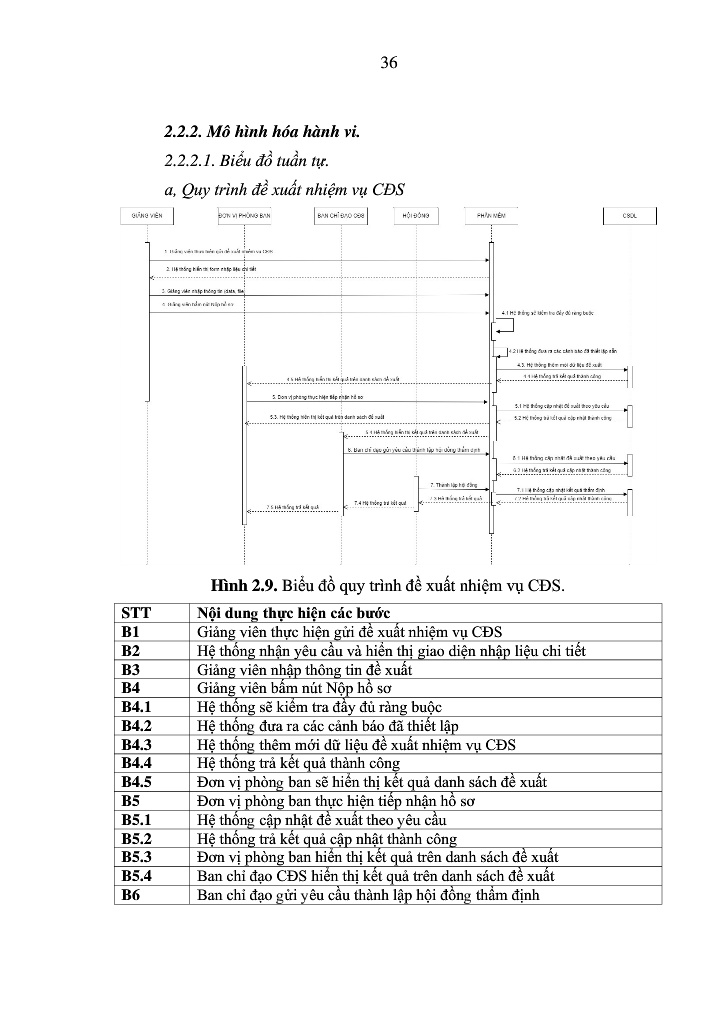 36
2.2.2. Mô hình hóa hành vi.
2.2.2.1. Biểu đồ tuần tự.
a, Quy trình đề xuất nhiệm vụ CĐS
GIẢNG VIÊN
ĐƠN VỊ PHÒNG BAN
BAN CHỈ ĐẠO CĐS
HỘI ĐỒNG
PHẦN MỀM
CSDL
1. Giảng viên thực hiện gửi đề xuất nhiệm vụ CĐS
2. Hệ thống hiển thị form nhập liệu chi tiết
3. Giảng viên nhập thông tin (data, file)
4. Giảng viên bấm nút Nộp hồ sơ
4.1 Hệ thống sẽ kiểm tra đầy đủ ràng buộc
4.2 Hệ thống đưa ra các cảnh báo đã thiết lập sẵn
4.3. Hệ thống thêm mới dữ liệu đề xuất
4.4 Hệ thống trả kết quả thành công
4.5 Hệ thống hiển thị kết quả trên danh sách đề xuất
5. Đơn vị phòng thực hiện tiếp nhận hồ sơ
5.1 Hệ thống cập nhật đề xuất theo yêu cầu
5.2 Hệ thống trả kết quả cập nhật thành công
5.3. Hệ thống hiển thị kết quả trên danh sách đề xuất
5.4 Hệ thống hiển thị kết quả trên danh sách đề xuất
6. Ban chỉ đạo gửi yêu cầu thành lập hội đồng thẩm định
6.1 Hệ thống cập nhật đề xuất theo yêu cầu
6.2 Hệ thống trả kết quả cập nhật thành công
7. Thành lập hội đồng
7.1 Hệ thống cập nhật kết quả thẩm định
7.2 Hệ thống trả kết quả cập nhật thành công
7.3 Hệ thống trả kết quả
7.4 Hệ thống trả kết quả
7.5 Hệ thống trả kết quả
Hình 2.9. Biểu đồ quy trình đề xuất nhiệm vụ CĐS.
STT Nội dung thực hiện các bước
B1 Giảng viên thực hiện gửi đề xuất nhiệm vụ CĐS
B2 Hệ thống nhận yêu cầu và hiển thị giao diện nhập liệu chi tiết
B3 Giảng viên nhập thông tin đề xuất
B4 Giảng viên bấm nút Nộp hồ sơ
B4.1 Hệ thống sẽ kiểm tra đầy đủ ràng buộc
B4.2 Hệ thống đưa ra các cảnh báo đã thiết lập
B4.3 Hệ thống thêm mới dữ liệu đề xuất nhiệm vụ CĐS
B4.4 Hệ thống trả kết quả thành công
B4.5 Đơn vị phòng ban sẽ hiển thị kết quả danh sách đề xuất
B5 Đơn vị phòng ban thực hiện tiếp nhận hồ sơ
B5.1 Hệ thống cập nhật đề xuất theo yêu cầu
B5.2 Hệ thống trả kết quả cập nhật thành công
B5.3 Đơn vị phòng ban hiển thị kết quả trên danh sách đề xuất
B5.4 Ban chỉ đạo CĐS hiển thị kết quả trên danh sách đề xuất
B6 Ban chỉ đạo gửi yêu cầu thành lập hội đồng thẩm định